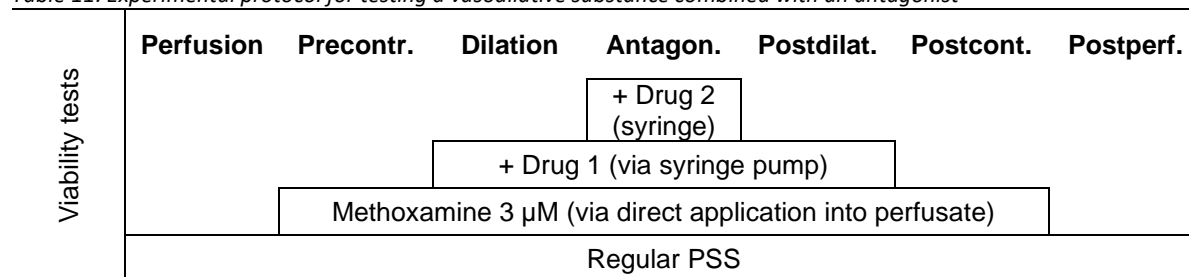 Table 11. Experimental protocol for testing a vasodilative substance combined with an antagonist
Perfusion Precontr. Dilation Antagon. Postdilat. Postcont. Postperf.
Viability tests
+ Drug 2
(syringe)
+ Drug 1 (via syringe pump)
Methoxamine 3 µM (via direct application into perfusate)
Regular PSS